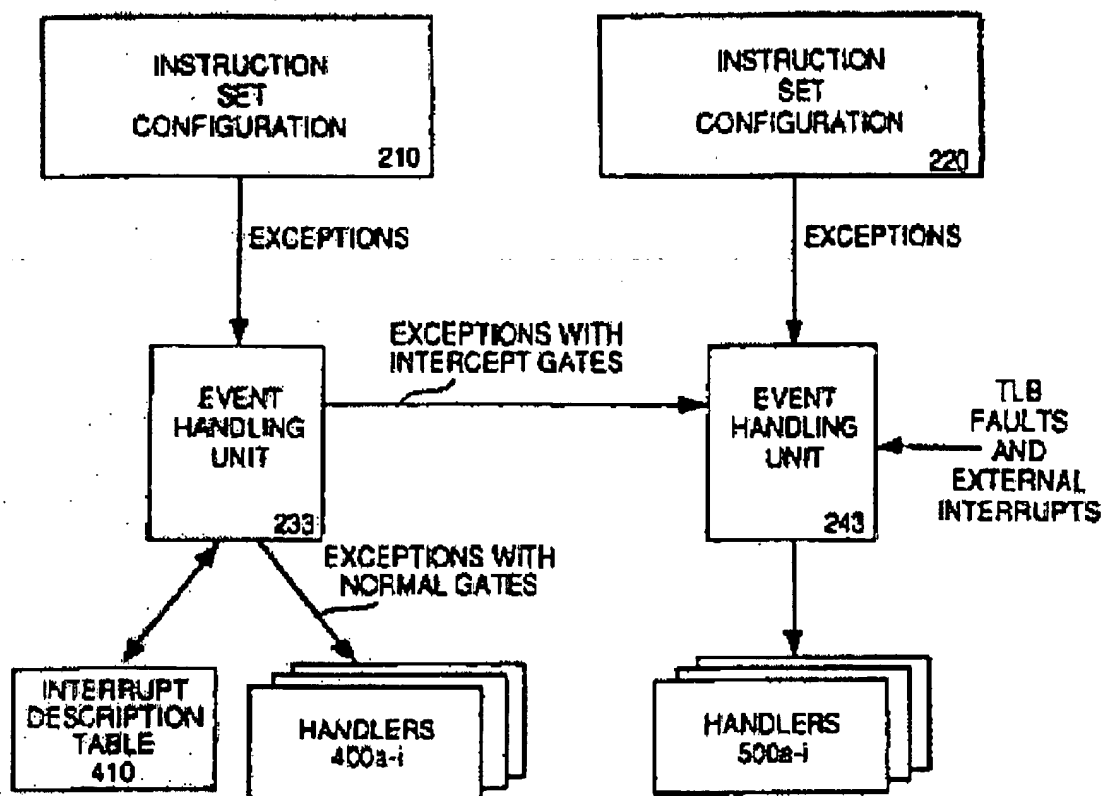 INSTRUCTION
SET
CONFIGURATION
210
INSTRUCTION
SET
CONFIGURATION
220
EXCEPTIONS
EXCEPTIONS
EXCEPTIONS WITH
INTERCEPT GATES
EVENT
HANDLING
UNIT
233
EVENT
HANDLING
UNIT
243
TLB
FAULTS
AND
EXTERNAL
INTERRUPTS
EXCEPTIONS WITH
NORMAL GATES
INTERRUPT
DESCRIPTION
TABLE
410
HANDLERS
400a-i
HANDLERS
500a-i